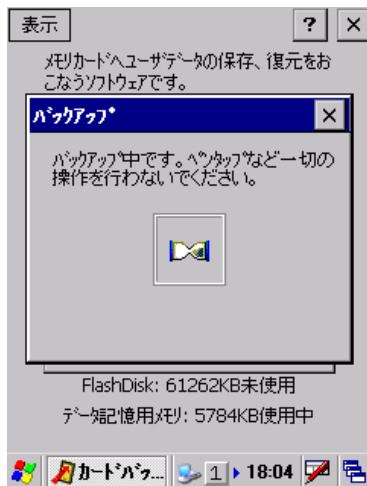 表示 ? ×
ﾒﾓﾘｶｰﾄﾞへﾕｰｻﾞﾃﾞｰﾀの保存、復元をお
こなうｿﾌﾄｳｪｱです。
ﾊﾞｯｸｱｯﾌﾟ ×
ﾊﾞｯｸｱｯﾌﾟ中です。ﾍﾟﾝﾀｯﾌﾟなど一切の
操作を行わないでください。
FlashDisk: 61262KB未使用
ﾃﾞｰﾀ記憶用ﾒﾓﾘ: 5784KB使用中
ｶｰﾄﾞﾊﾞｯ... 1 18:04